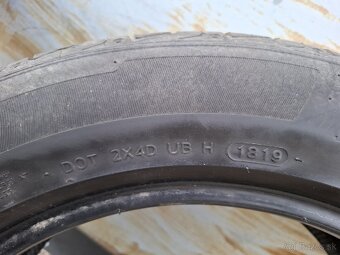 - DOT 2X4D UB H 1819 -